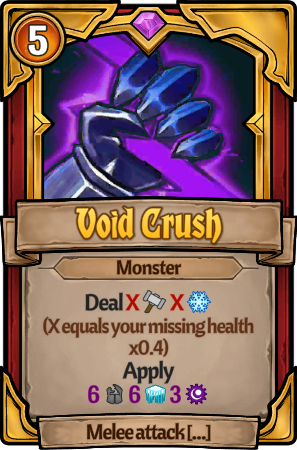 5
Void Crush
Monster
Deal X X
(X equals your missing health
x0.4)
Apply
6 6 3
Melee attack [...]